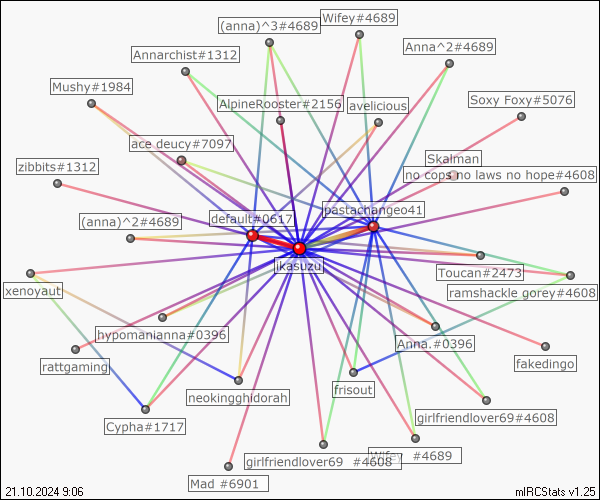 Wifey#4689
(anna)^3#4689
Anna^2#4689
Annarchist#1312
Mushy#1984
Soxy Foxy#5076
AlpineRooster#2156
avelicious
ace deucy#7097
Skalman
zibbits#1312
no cops no laws no hope#4608
pastachangeo41
default#0617
(anna)^2#4689
jkasuzu
Toucan#2473
xenoyaut
ramshackle gorey#4608
hypomanianna#0396
Anna.#0396
rattgaming
fakedingo
frisout
neokingghidorah
girlfriendlover69#4608
Cypha#1717
Wifey #4689
girlfriendlover69 #4608
Mad #6901
21.10.2024 9:06
mIRCStats v1.25